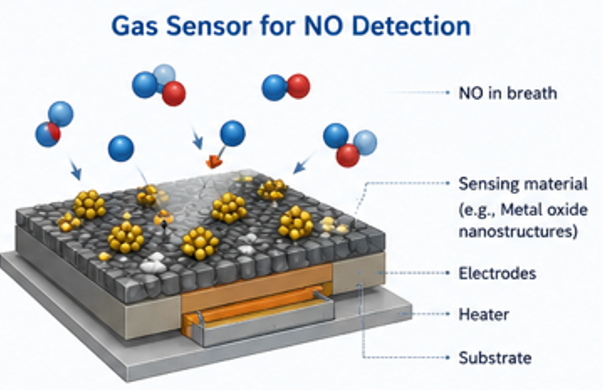 Gas Sensor for NO Detection
NO in breath
Sensing material
(e.g., Metal oxide
nanostructures)
Electrodes
Heater
Substrate